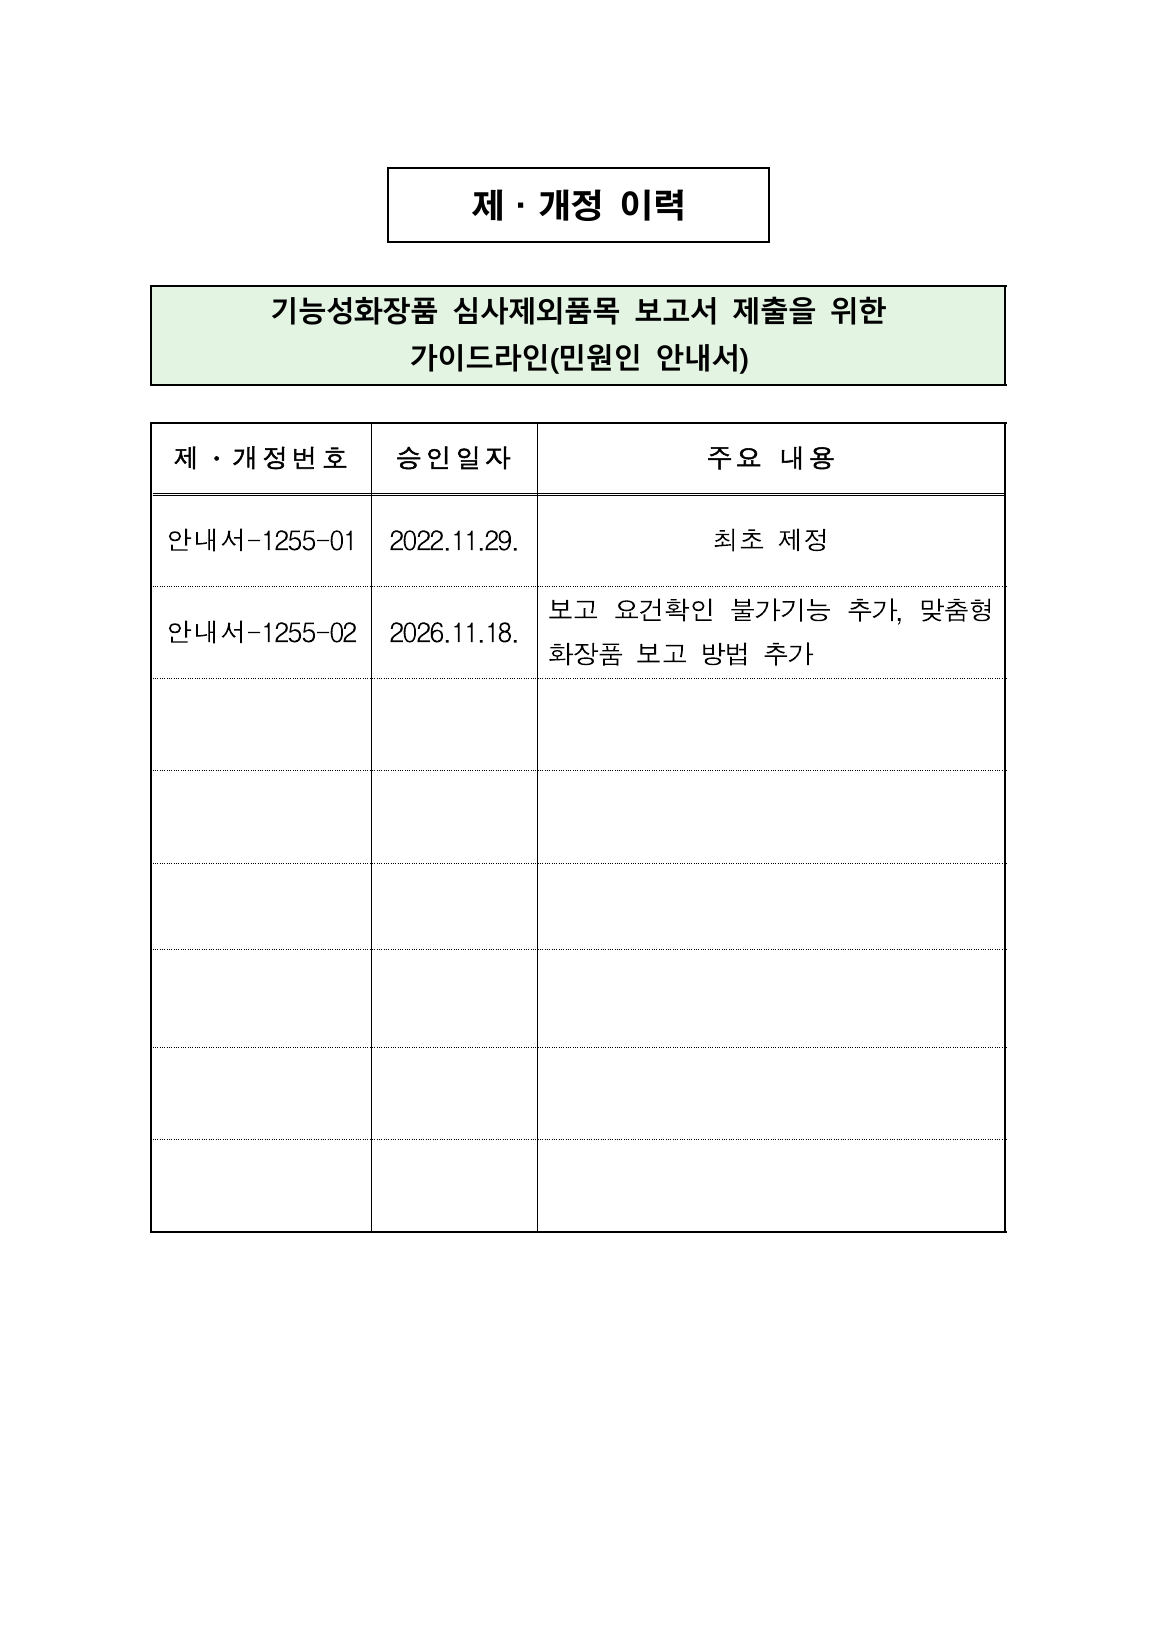 제·개정 이력
기능성화장품 심사제외품목 보고서 제출을 위한
가이드라인(민원인 안내서)
제·개정번호 승인일자 주요 내용
안내서-1255-01 2022.11.29. 최초 제정
안내서-1255-02 2026.11.18. 보고 요건확인 불가기능 추가, 맞춤형
화장품 보고 방법 추가